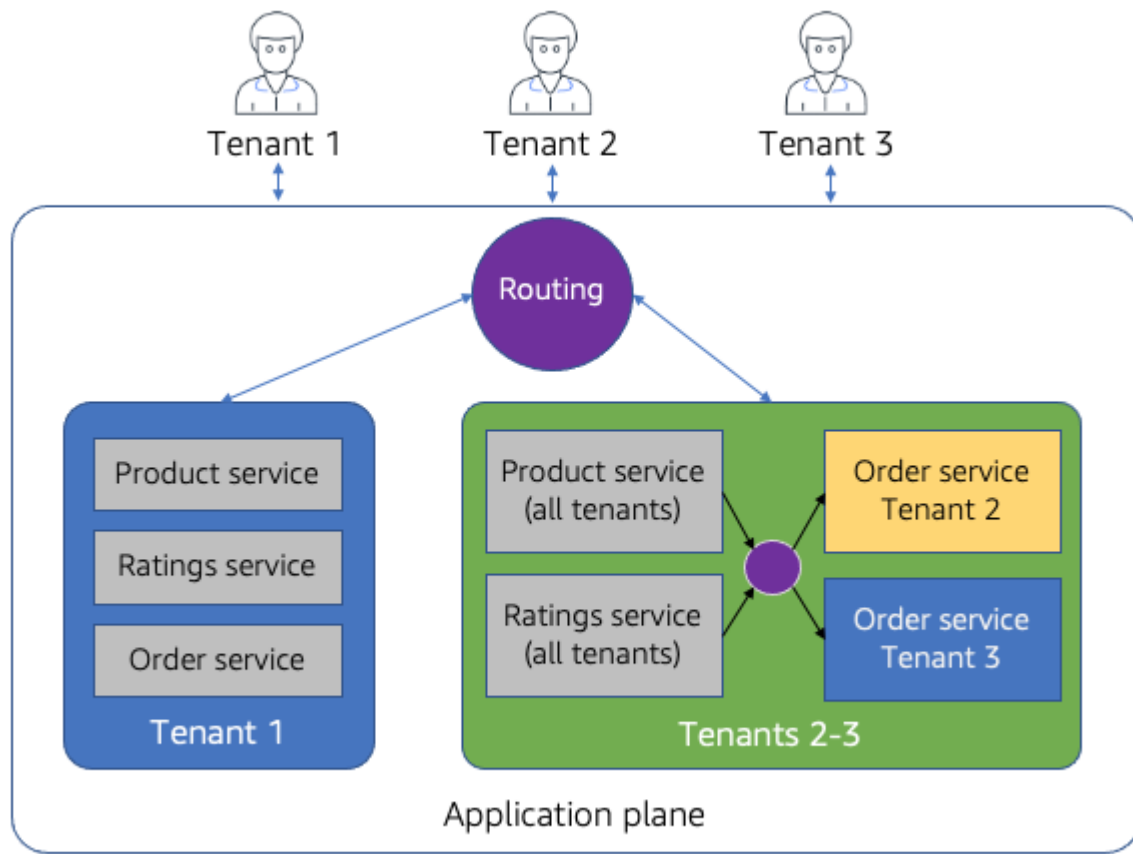 Tenant 1
Tenant 2
Tenant 3
Routing
Product service
Ratings service
Order service
Tenant 1
Product service
(all tenants)
Ratings service
(all tenants)
Order service
Tenant 2
Order service
Tenant 3
Tenants 2-3
Application plane